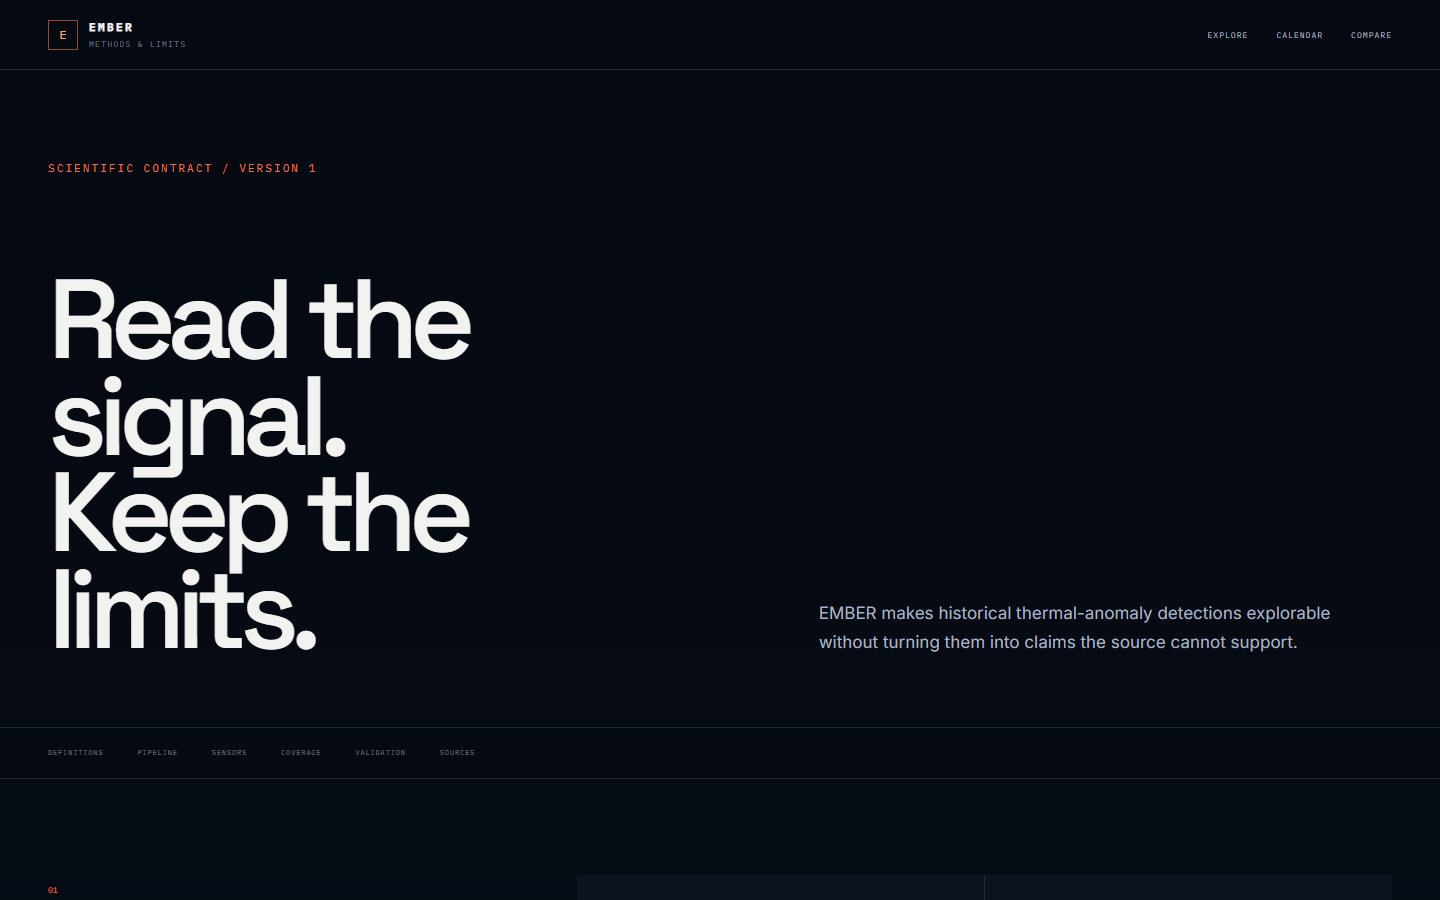 E
EMBER
METHODS & LIMITS
EXPLORE CALENDAR COMPARE
SCIENTIFIC CONTRACT / VERSION 1
Read the
signal.
Keep the
limits.
EMBER makes historical thermal-anomaly detections explorable
without turning them into claims the source cannot support.
DEFINITIONS PIPELINE SENSORS COVERAGE VALIDATION SOURCES
01